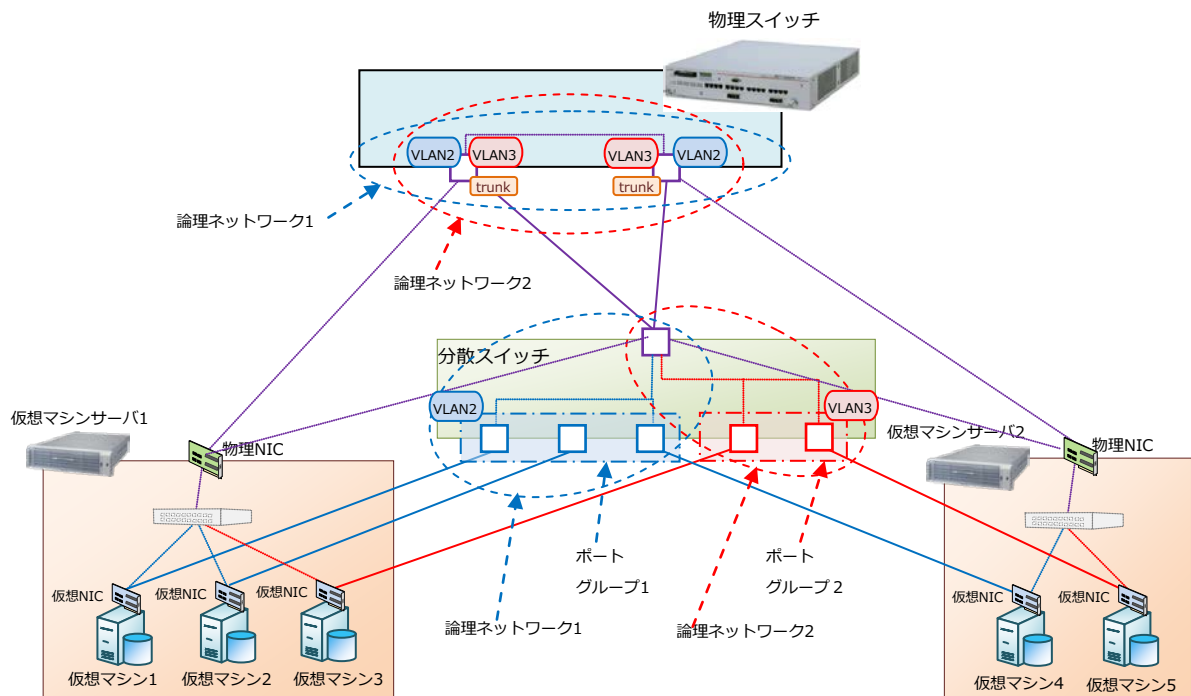 物理スイッチ
VLAN2
VLAN3
VLAN3
VLAN2
trunk
trunk
論理ネットワーク1
論理ネットワーク2
分散スイッチ
VLAN2
VLAN3
仮想マシンサーバ1
物理NIC
仮想マシンサーバ2
物理NIC
ポート
グループ1
ポート
グループ２
仮想NIC
仮想NIC
仮想NIC
仮想NIC
仮想NIC
論理ネットワーク1
論理ネットワーク2
仮想マシン1
仮想マシン2
仮想マシン3
仮想マシン4
仮想マシン5